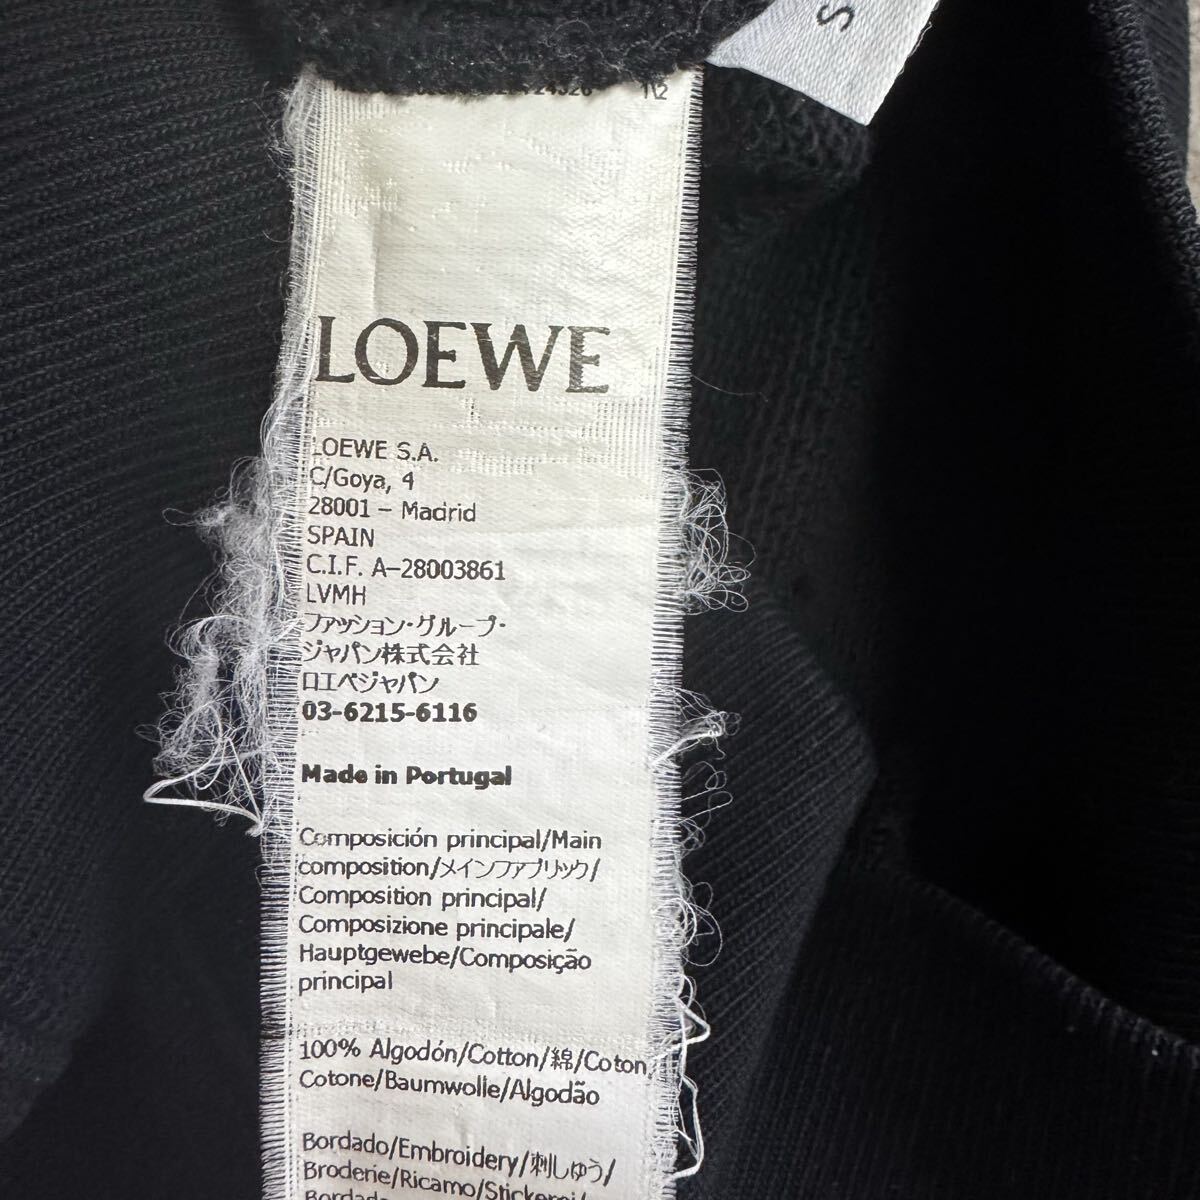 S
1\2
LOEWE
LOEWE S.A.
C/Goya, 4
28001 – Madrid
SPAIN
C.I.F. A–28003861
LVMH
ファッション・グループ・
ジャパン株式会社
ロエベジャパン
03-6215-6116
Made in Portugal
Composición principal/Main
composition/メインファブリック/
Composition principal/
Composizione principale/
Hauptgewebe/Composição
principal
100% Algodón/Cotton/綿/Coton
Cotone/Baumwolle/Algodão
Bordado/Embroidery/刺しゅう/
Broderie/Ricamo/Stickerei/
Bordado